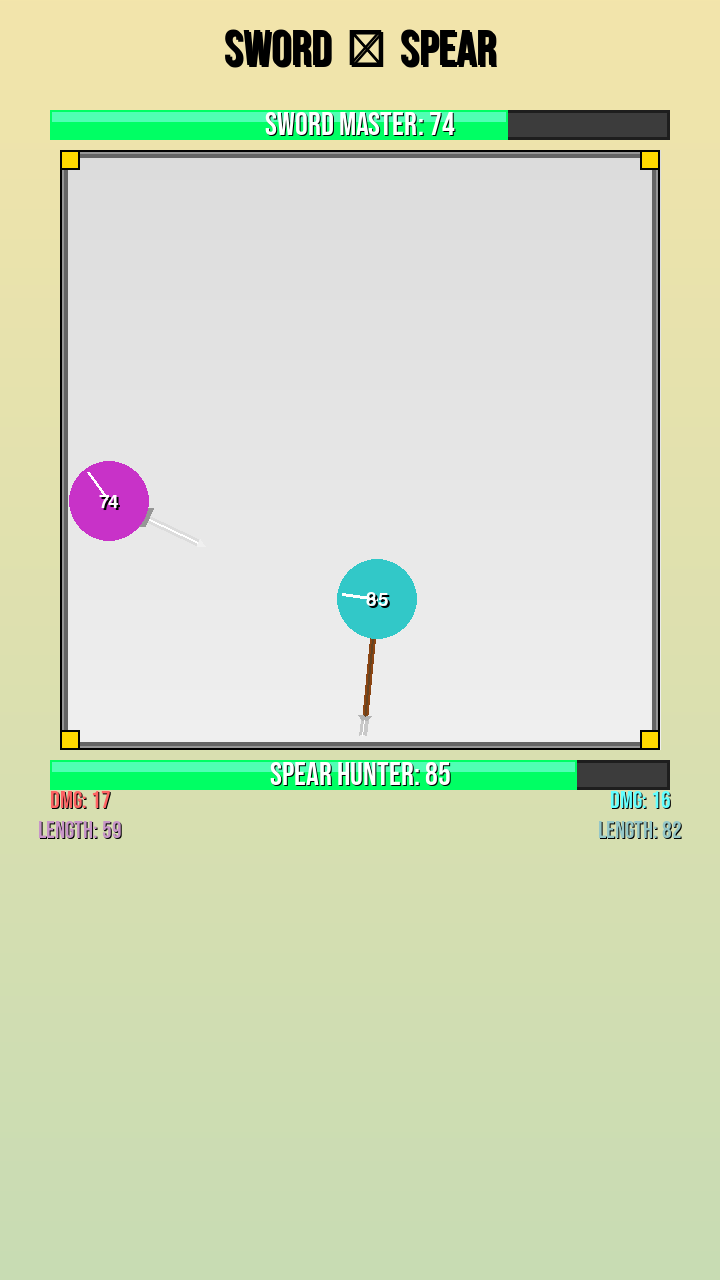 SWORD ☒ SPEAR
SWORD MASTER: 74
74
85
SPEAR HUNTER: 85
DMG: 17
DMG: 16
LENGTH: 59
LENGTH: 82